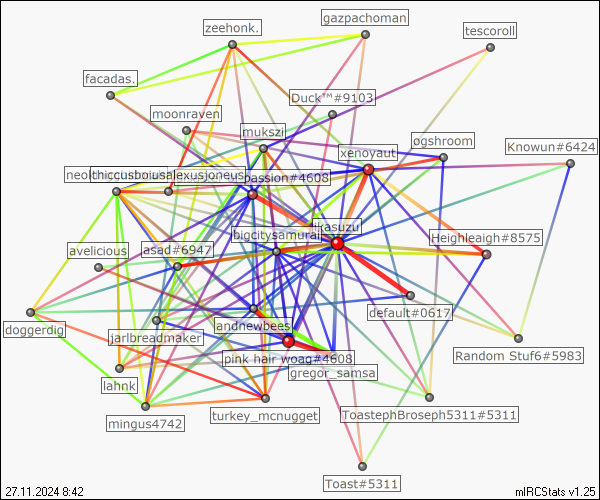 gazpachoman
zeehonk.
tescoroll
facadas.
Duck™#9103
moonraven
mukszi
ogshroom
xenoyaut
Knowun#6424
passion#4608
kasuzu
bigcitysamurai
Heighleaigh#8575
avelicious
asad#6947
default#0617
andnewbees
doggerdig
jarlbreadmaker
pink hair woag#4608
Random Stuf6#5983
gregor_samsa
lahnk
turkey_mcnugget
ToastephBroseph5311#5311
mingus4742
Toast#5311
27.11.2024 8:42
mIRCStats v1.25